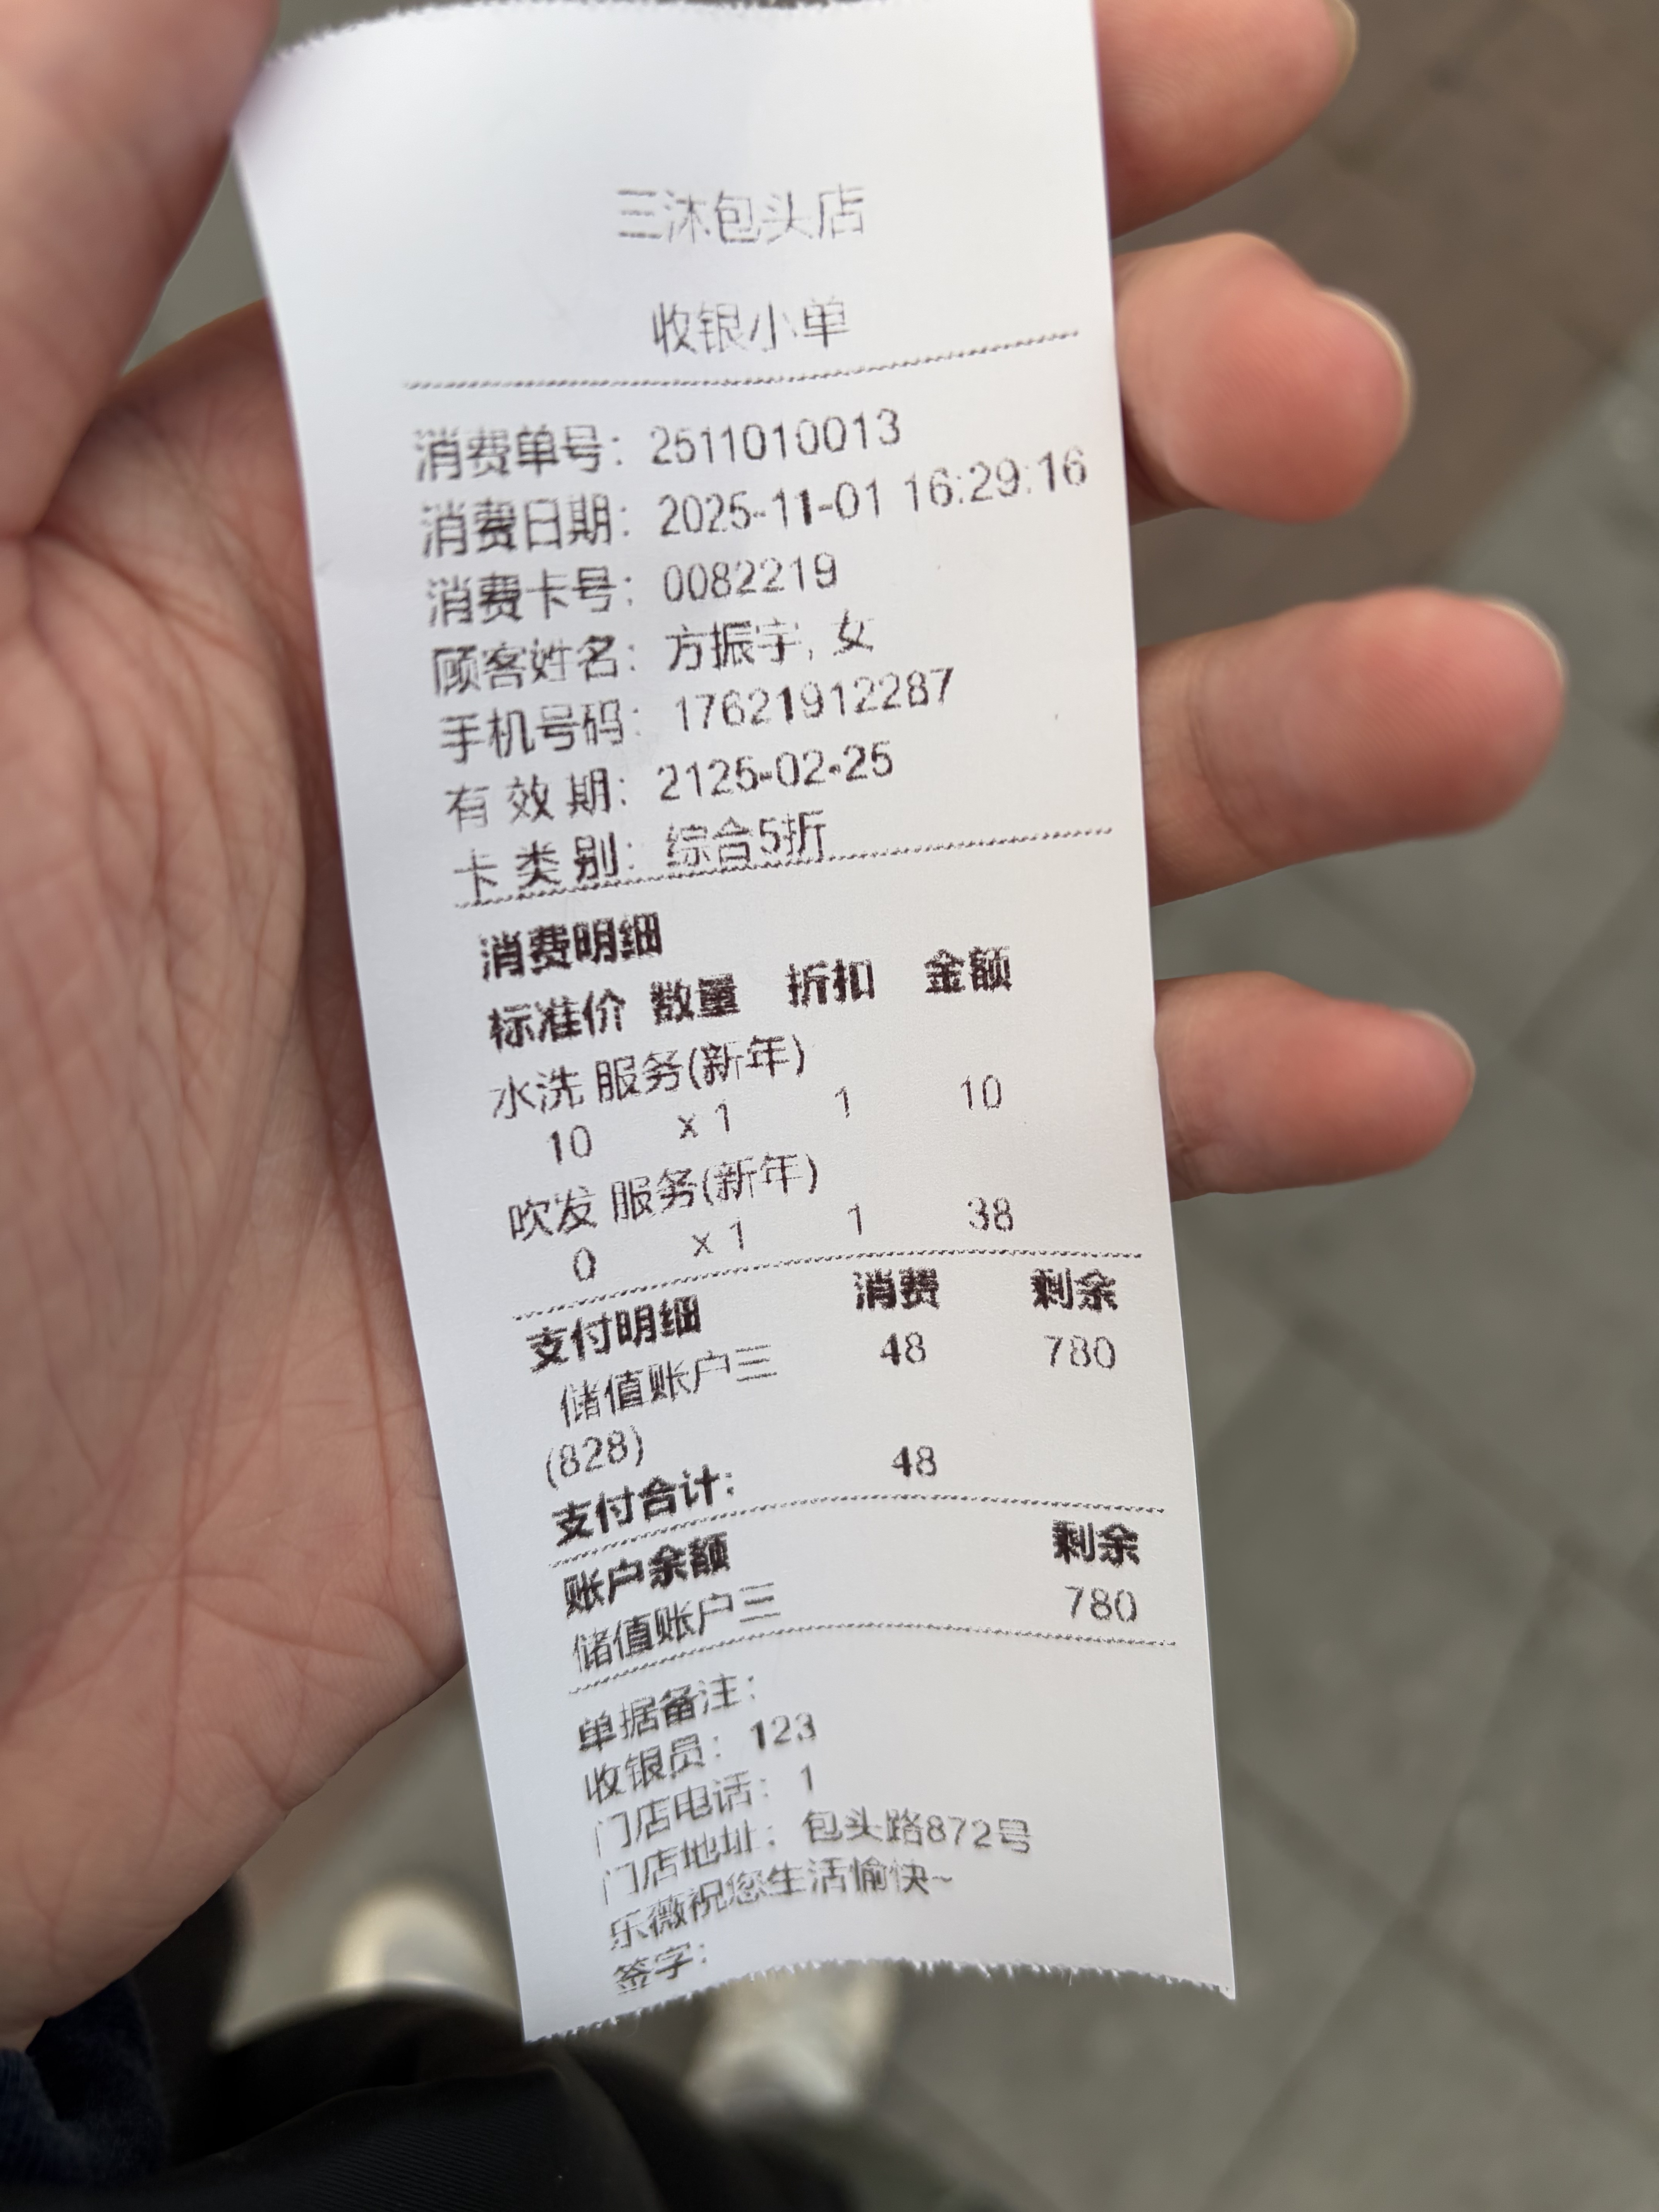 三沐包头店
收银小单
消费单号：2511010013
消费日期：2025-11-01 16:29:16
消费卡号：0082219
顾客姓名：方振宇, 女
手机号码：17621912287
有 效 期：2125-02-25
卡 类 别：综合5折
消费明细
标准价 数量 折扣 金额
水洗 服务(新年)
10 x 1 1 10
吹发 服务(新年)
0 x 1 1 38
支付明细 消费 剩余
储值账户三 48 780
(828)
支付合计: 48
账户余额 剩余
储值账户三 780
单据备注：
收银员：123
门店电话：1
门店地址：包头路872号
乐薇祝您生活愉快~
签字: